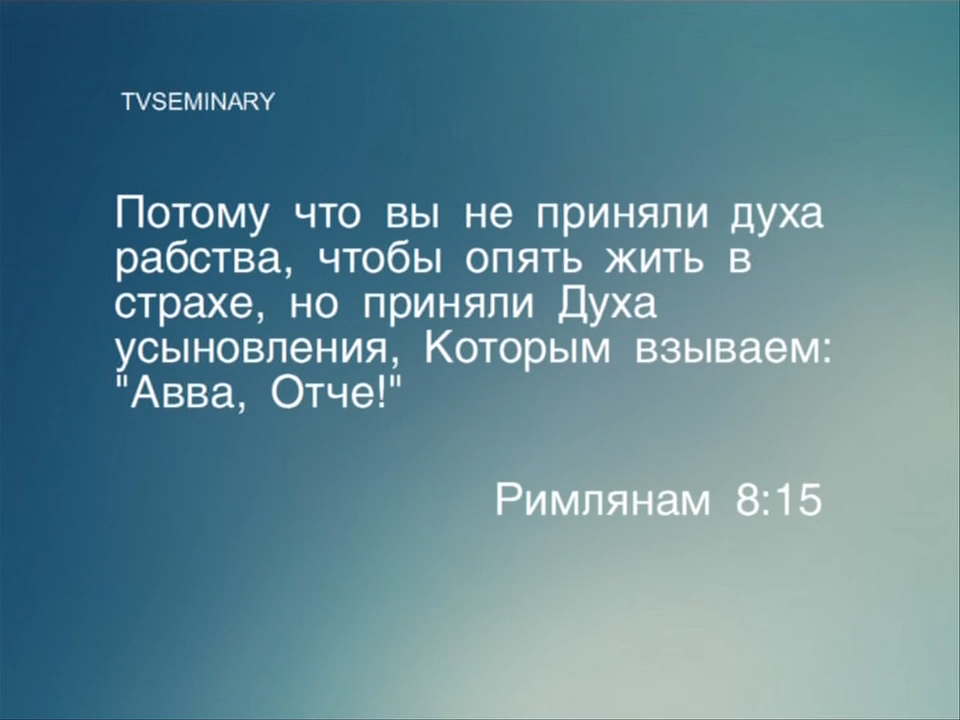 TVSEMINARY
Потому что вы не приняли духа
рабства, чтобы опять жить в
страхе, но приняли Духа
усыновления, Которым взываем:
"Авва, Отче!"
Римлянам 8:15